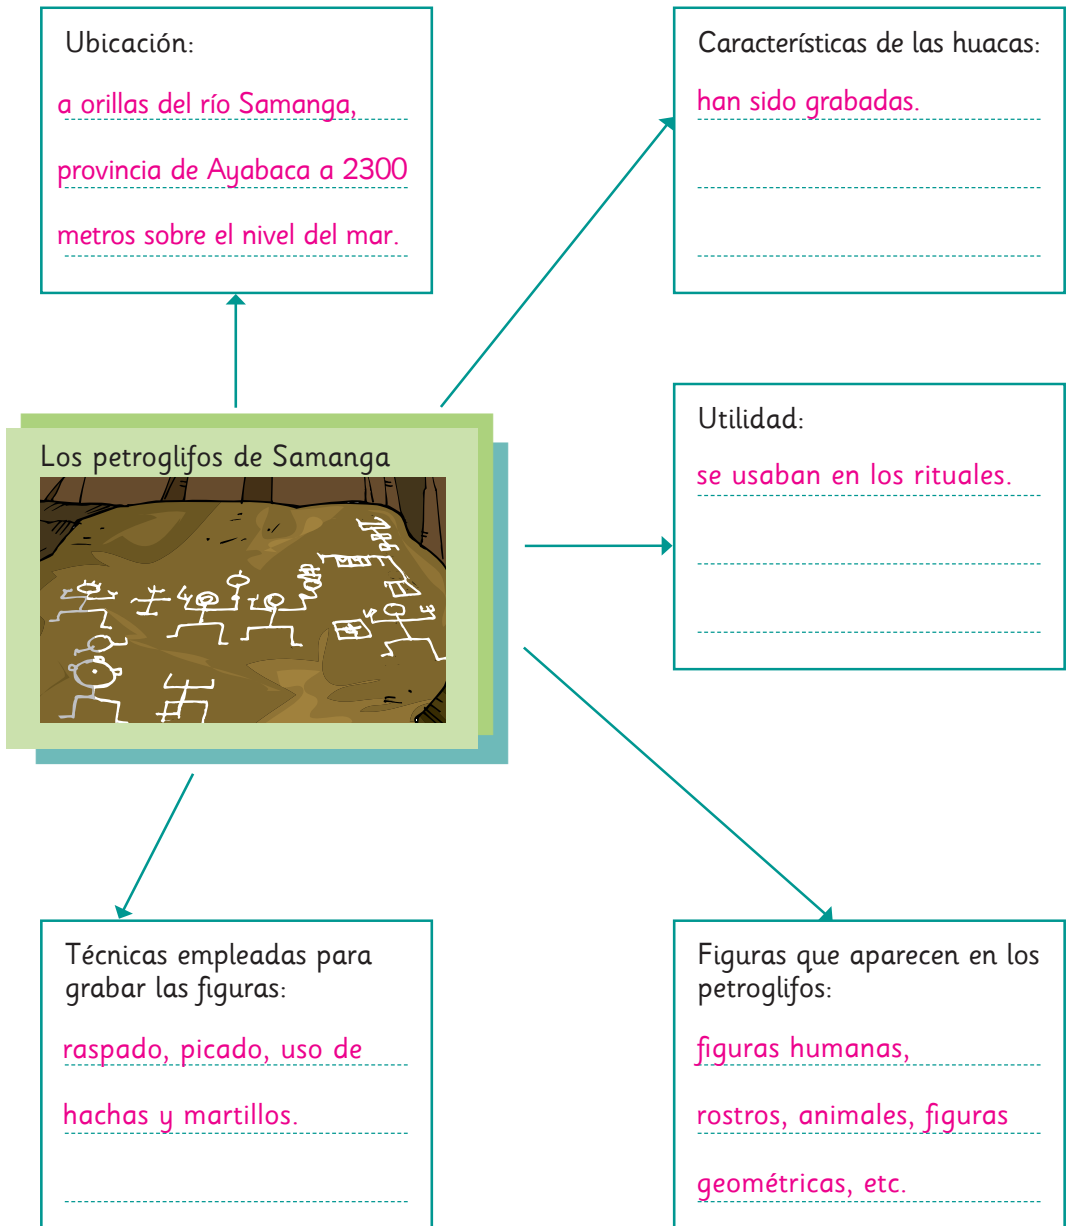 Ubicación:
a orillas del río Samanga,
provincia de Ayabaca a 2300
metros sobre el nivel del mar.
Características de las huacas:
han sido grabadas.
Utilidad:
se usaban en los rituales.
Los petroglifos de Samanga
Técnicas empleadas para
grabar las figuras:
raspado, picado, uso de
hachas y martillos.
Figuras que aparecen en los
petroglifos:
figuras humanas,
rostros, animales, figuras
geométricas, etc.